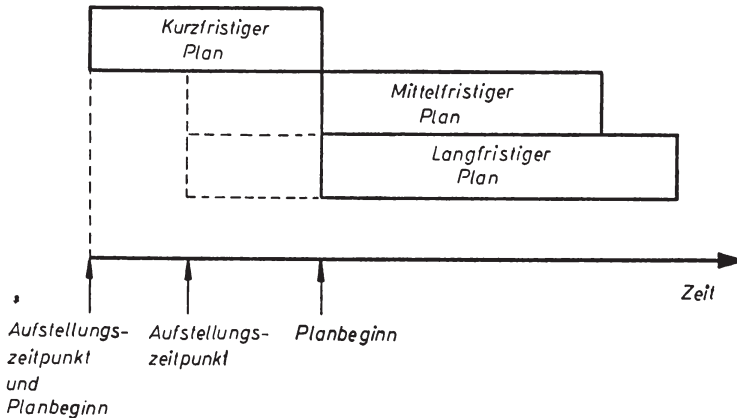 Kurzfristiger
Plan
Mittelfristiger
Plan
Langfristiger
Plan
Zeit
Aufstellungs-
zeitpunkt
und
Planbeginn
Aufstellungs-
zeitpunkt
Planbeginn